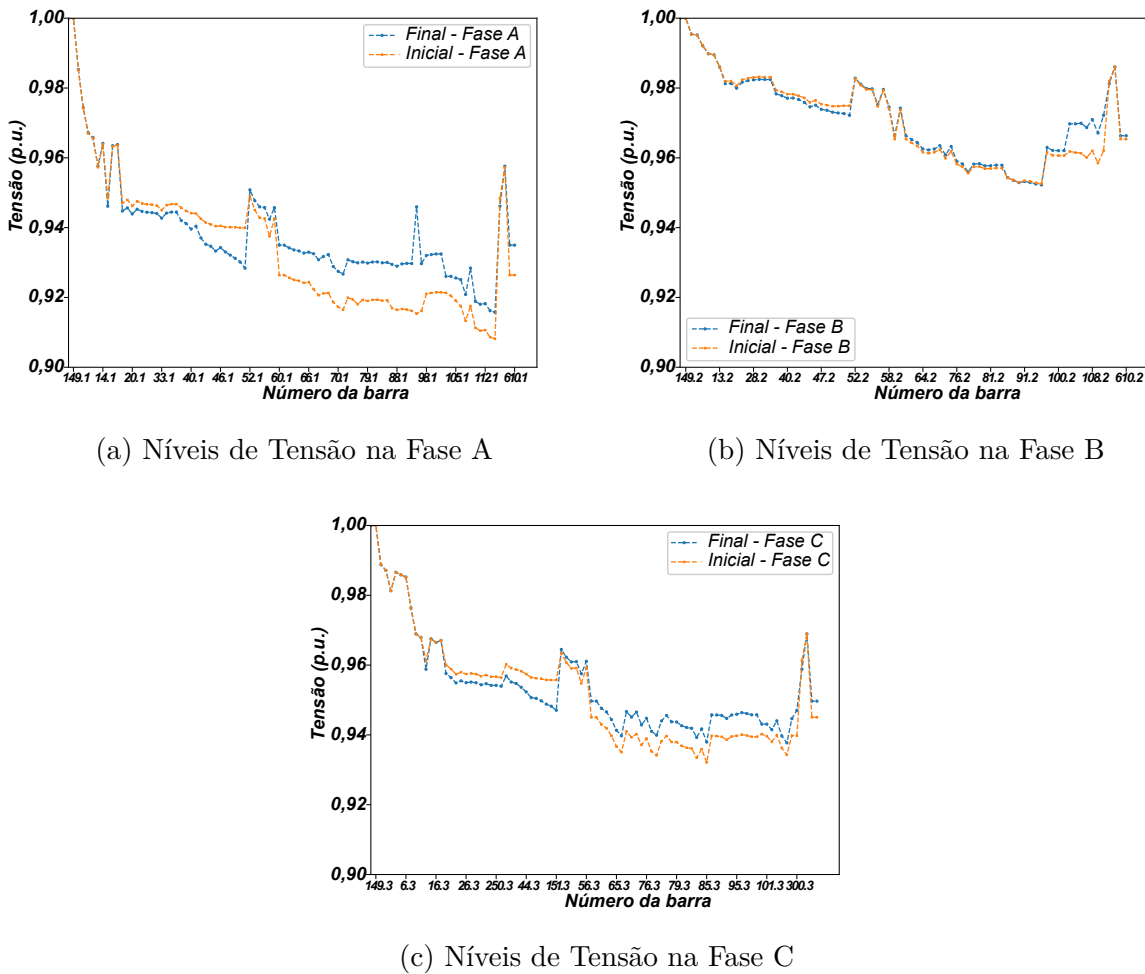 1,00
0,98
0,96
0,94
0,92
0,90
Tensão (p.u.)
Final - Fase A
Inicial - Fase A
149.1 14.1 20.1 33.1 40.1 46.1 52.1 60.1 66.1 70.1 79.1 88.1 98.1 105.1 112.1 610.1
Número da barra
(a) Níveis de Tensão na Fase A
1,00
0,98
0,96
0,94
0,92
0,90
Tensão (p.u.)
Final - Fase B
Inicial - Fase B
149.2 13.2 28.2 40.2 47.2 52.2 58.2 64.2 76.2 81.2 91.2 100.2 108.2 610.2
Número da barra
(b) Níveis de Tensão na Fase B
1,00
0,98
0,96
0,94
0,92
0,90
Tensão (p.u.)
Final - Fase C
Inicial - Fase C
149.3 6.3 16.3 26.3 250.3 44.3 151.3 56.3 65.3 76.3 79.3 85.3 95.3 101.3 300.3
Número da barra
(c) Níveis de Tensão na Fase C